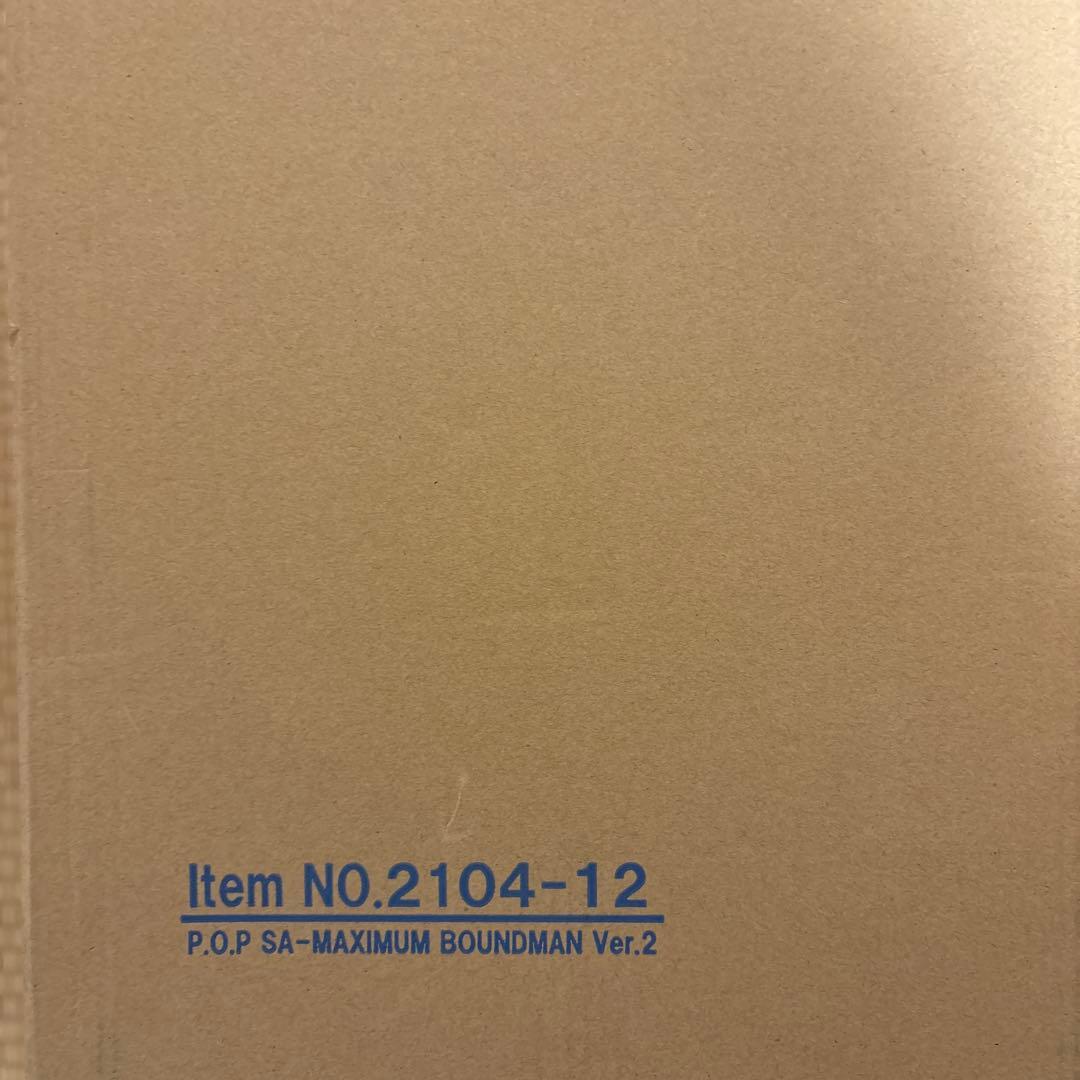 Item NO.2104-12
P.O.P SA-MAXIMUM BOUNDMAN Ver.2